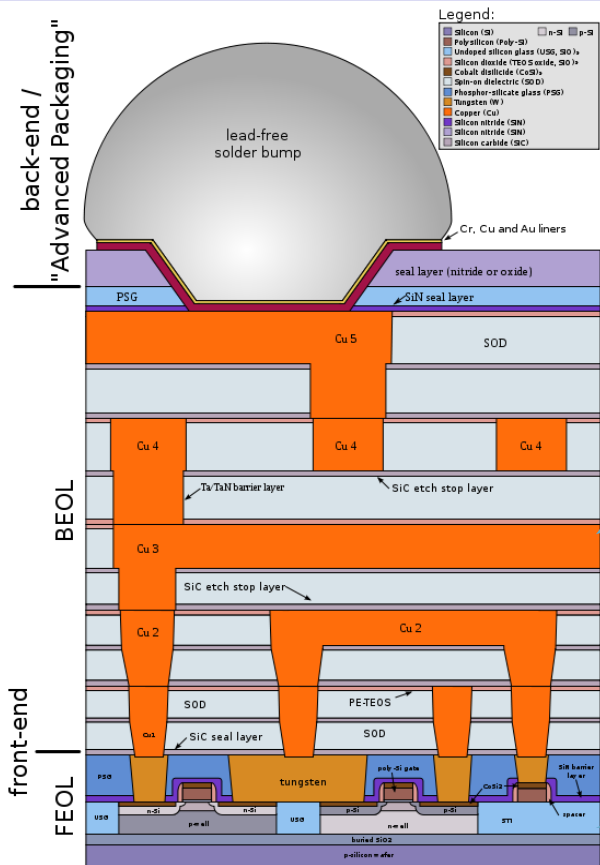 Legend:
Silicon (Si)
n-Si
p-Si
Polysilicon (Poly-Si)
Undoped silicon glass (USG, SIO)₂
Silicon dioxide (TEOS oxide, SIO)₂
Cobalt disilicide (CoSi)₂
Spin-on dielectric (SOD)
Phosphor-silicate glass (PSG)
Tungsten (W)
Copper (Cu)
Silicon nitride (SIN)
Silicon nitride (SIN)
Silicon carbide (SIC)
back-end /
"Advanced Packaging"
BEOL
front-end
FEOL
lead-free
solder bump
Cr, Cu and Au liners
seal layer (nitride or oxide)
PSG
SiN seal layer
Cu 5
SOD
Cu 4
Cu 4
Cu 4
Ta/TaN barrier layer
SiC etch stop layer
Cu 3
SiC etch stop layer
Cu 2
Cu 2
SOD
PE-TEOS
Cu1
SiC seal layer
SOD
PSG
tungsten
poly-Si gate
CoSi2
SiN barrier
layer
n-Si
n-Si
p-Si
p-Si
USG
p-well
USG
n-well
STI
spacer
buried SiO2
p-silicon wafer